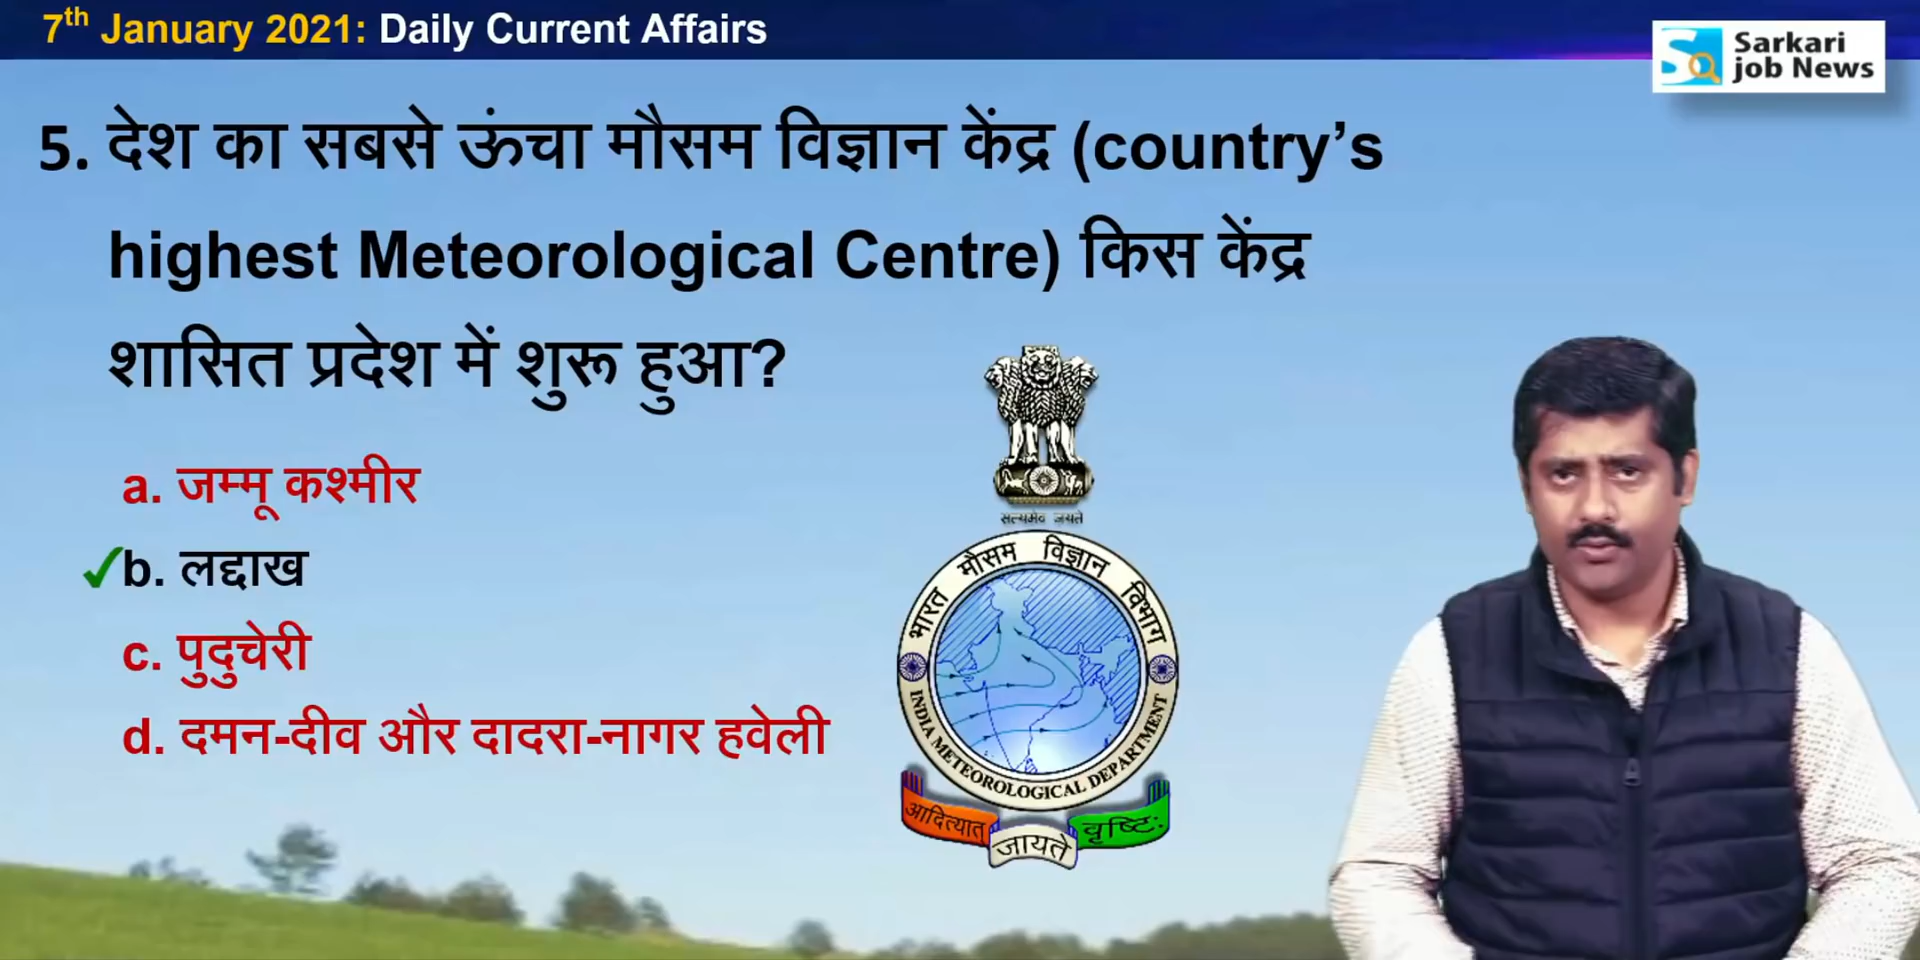 7th January 2021: Daily Current Affairs
Sarkari
job News
5. देश का सबसे ऊंचा मौसम विज्ञान केंद्र (country’s
highest Meteorological Centre) किस केंद्र
शासित प्रदेश में शुरू हुआ?
a. जम्मू कश्मीर
✓b. लद्दाख
c. पुदुचेरी
d. दमन-दीव और दादरा-नागर हवेली
सत्यमेव जयते
भारत मौसम विज्ञान विभाग
INDIA METEOROLOGICAL DEPARTMENT
आदित्यात् जायते वृष्टि: